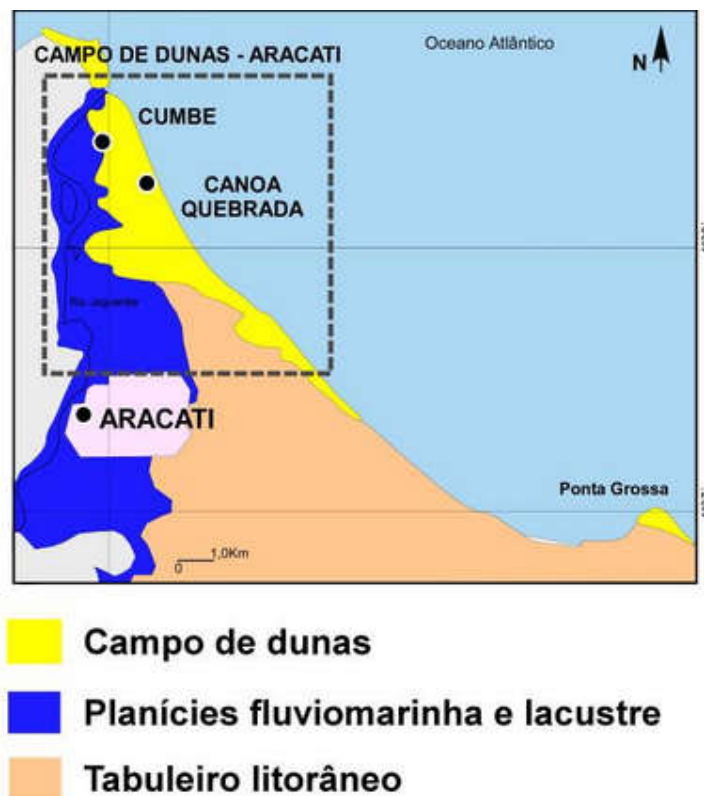 Oceano Atlântico
CAMPO DE DUNAS - ARACATI
N
CUMBE
CANOA
QUEBRADA
ARACATI
Ponta Grossa
1,0Km
0
Campo de dunas
Planícies fluviomarinha e lacustre
Tabuleiro litorâneo